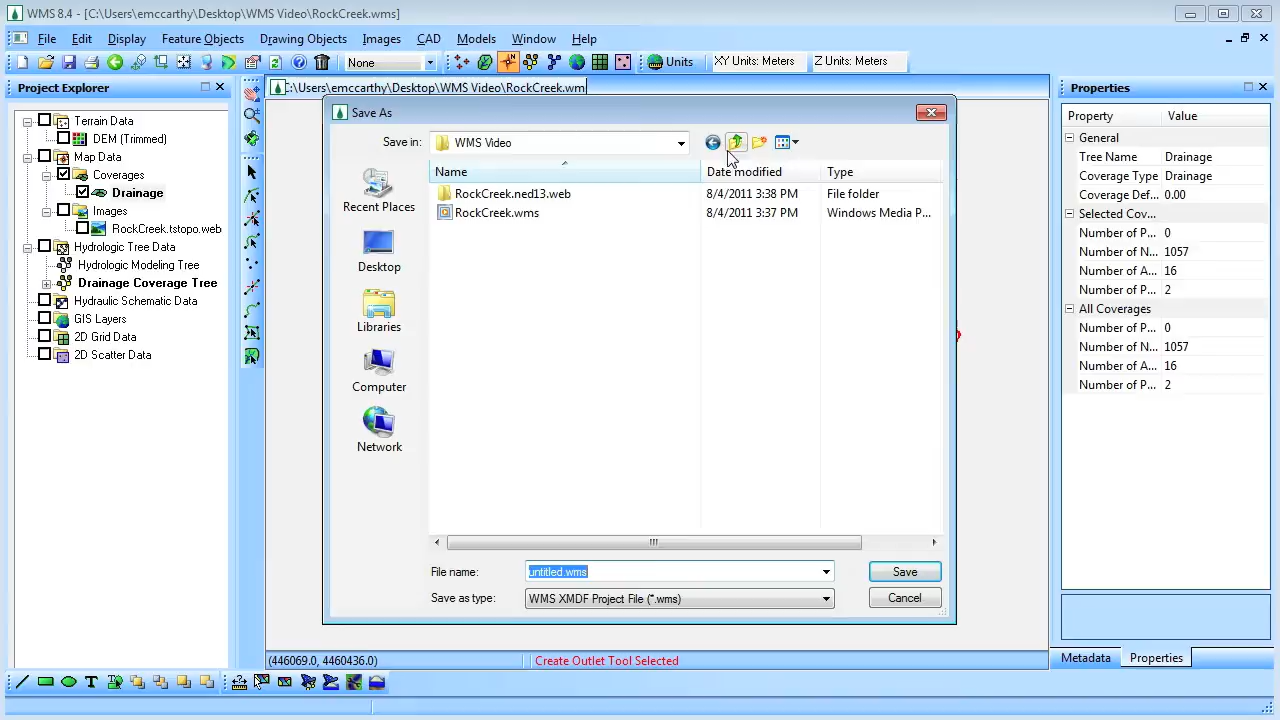 WMS 8.4 - [C:\Users\emccarthy\Desktop\WMS Video\RockCreek.wms]
File Edit Display Feature Objects Drawing Objects Images CAD Models Window Help
None Units XY Units: Meters Z Units: Meters
Project Explorer
Terrain Data
DEM (Trimmed)
Map Data
Coverages
Drainage
Images
RockCreek.tstopo.web
Hydrologic Tree Data
Hydrologic Modeling Tree
Drainage Coverage Tree
Hydraulic Schematic Data
GIS Layers
2D Grid Data
2D Scatter Data
:\Users\emccarthy\Desktop\WMS Video\RockCreek.wm
Save As
Save in: WMS Video
Recent Places
Desktop
Libraries
Computer
Network
Name Date modified Type
RockCreek.ned13.web 8/4/2011 3:38 PM File folder
RockCreek.wms 8/4/2011 3:37 PM Windows Media P...
File name: untitled.wms Save
Save as type: WMS XMDF Project File (*.wms) Cancel
Properties
Property Value
General
Tree Name Drainage
Coverage Type Drainage
Coverage Def... 0.00
Selected Cov...
Number of P... 0
Number of N... 1057
Number of A... 16
Number of P... 2
All Coverages
Number of P... 0
Number of N... 1057
Number of A... 16
Number of P... 2
Metadata Properties
(446069.0, 4460436.0) Create Outlet Tool Selected
T